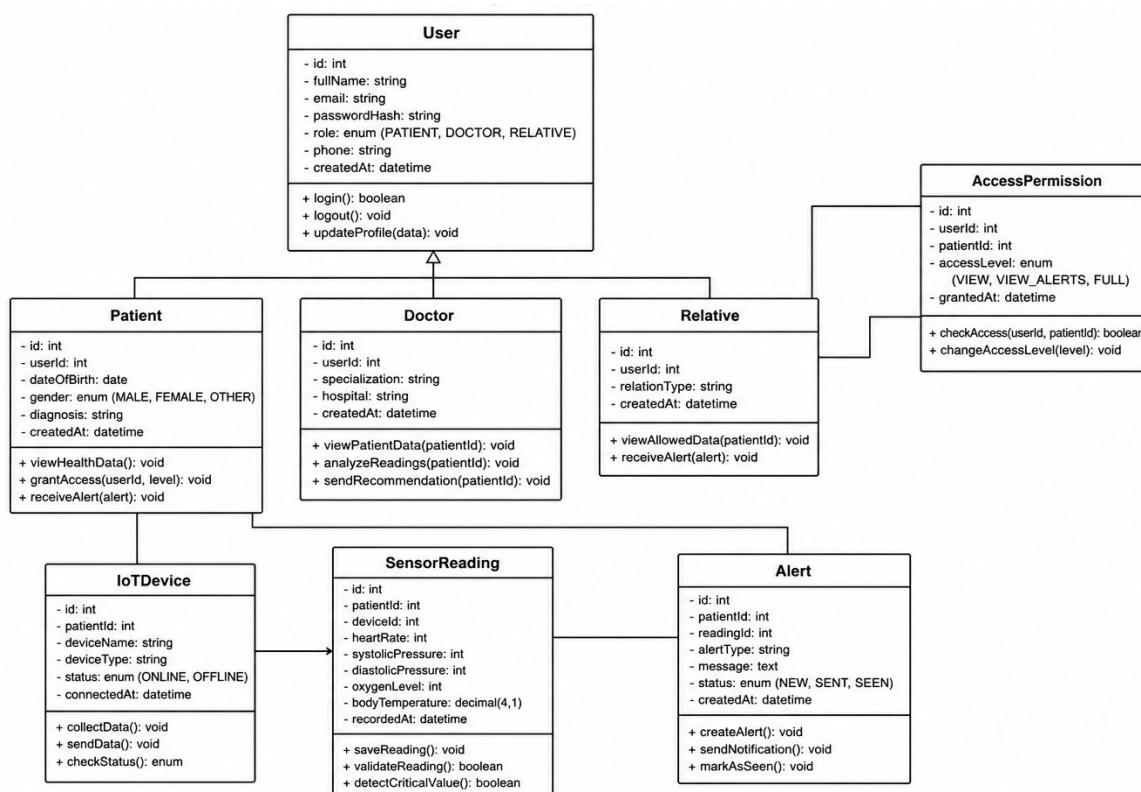 User
- id: int
- fullName: string
- email: string
- passwordHash: string
- role: enum (PATIENT, DOCTOR, RELATIVE)
- phone: string
- createdAt: datetime
+ login(): boolean
+ logout(): void
+ updateProfile(data): void
AccessPermission
- id: int
- userId: int
- patientId: int
- accessLevel: enum
(VIEW, VIEW_ALERTS, FULL)
- grantedAt: datetime
+ checkAccess(userId, patientId): boolean
+ changeAccessLevel(level): void
Patient
- id: int
- userId: int
- dateOfBirth: date
- gender: enum (MALE, FEMALE, OTHER)
- diagnosis: string
- createdAt: datetime
+ viewHealthData(): void
+ grantAccess(userId, level): void
+ receiveAlert(alert): void
Doctor
- id: int
- userId: int
- specialization: string
- hospital: string
- createdAt: datetime
+ viewPatientData(patientId): void
+ analyzeReadings(patientId): void
+ sendRecommendation(patientId): void
Relative
- id: int
- userId: int
- relationType: string
- createdAt: datetime
+ viewAllowedData(patientId): void
+ receiveAlert(alert): void
IoTDevice
- id: int
- patientId: int
- deviceName: string
- deviceType: string
- status: enum (ONLINE, OFFLINE)
- connectedAt: datetime
+ collectData(): void
+ sendData(): void
+ checkStatus(): enum
SensorReading
- id: int
- patientId: int
- deviceId: int
- heartRate: int
- systolicPressure: int
- diastolicPressure: int
- oxygenLevel: int
- bodyTemperature: decimal(4,1)
- recordedAt: datetime
+ saveReading(): void
+ validateReading(): boolean
+ detectCriticalValue(): boolean
Alert
- id: int
- patientId: int
- readingId: int
- alertType: string
- message: text
- status: enum (NEW, SENT, SEEN)
- createdAt: datetime
+ createAlert(): void
+ sendNotification(): void
+ markAsSeen(): void